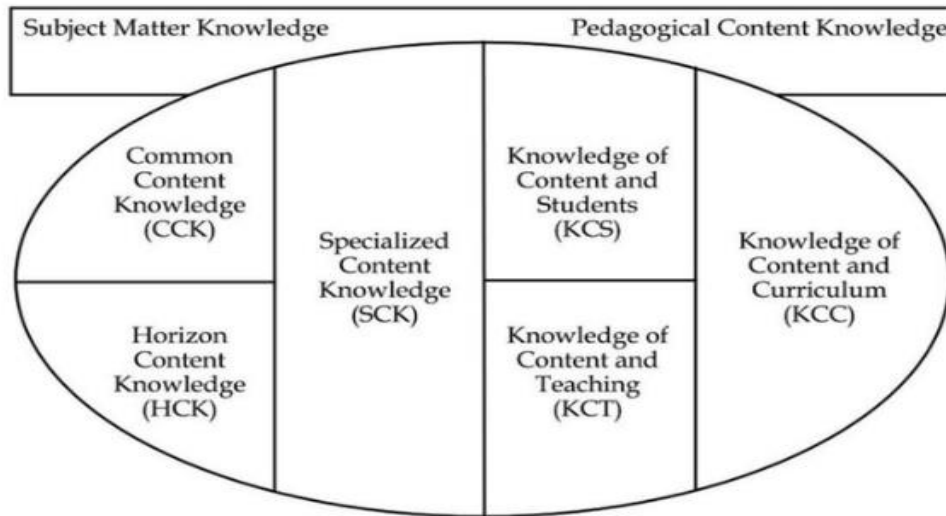 Subject Matter Knowledge
Pedagogical Content Knowledge
Common
Content
Knowledge
(CCK)
Horizon
Content
Knowledge
(HCK)
Specialized
Content
Knowledge
(SCK)
Knowledge of
Content and
Students
(KCS)
Knowledge of
Content and
Teaching
(KCT)
Knowledge of
Content and
Curriculum
(KCC)